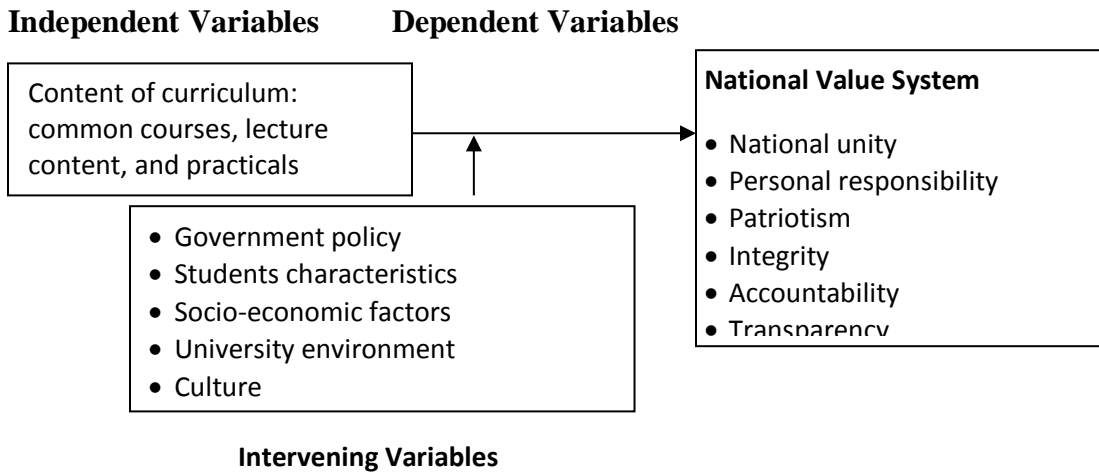 Independent Variables Dependent Variables
Content of curriculum:
common courses, lecture
content, and practicals
National Value System
• National unity
• Personal responsibility
• Patriotism
• Integrity
• Accountability
• Transparency
• Government policy
• Students characteristics
• Socio-economic factors
• University environment
• Culture
Intervening Variables